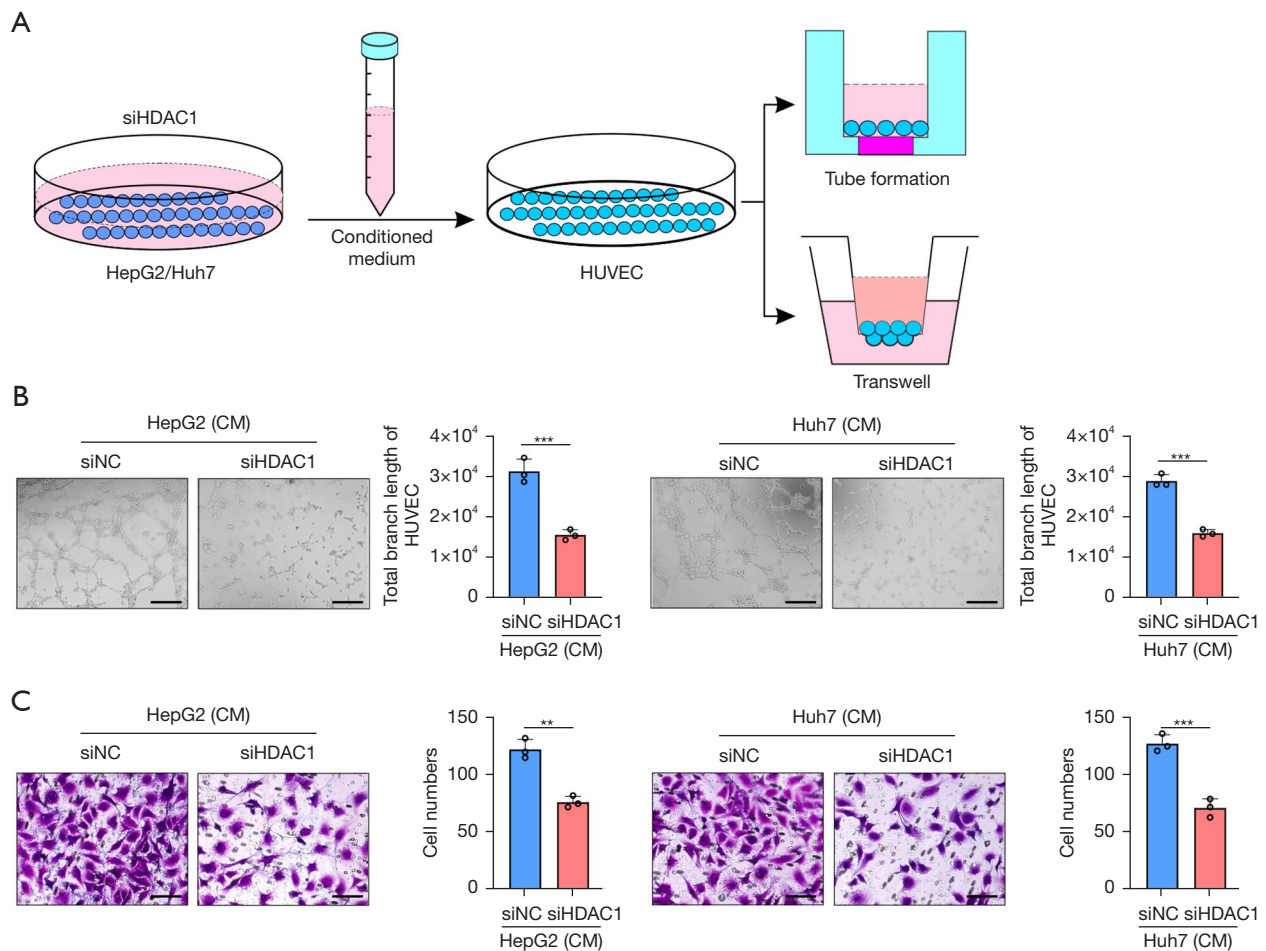 A
siHDAC1
HepG2/Huh7
Conditioned
medium
HUVEC
Tube formation
Transwell
B
HepG2 (CM)
siNC siHDAC1
Total branch length of
HUVEC
4×10⁴
3×10⁴
2×10⁴
1×10⁴
0
***
siNC siHDAC1
HepG2 (CM)
Huh7 (CM)
siNC siHDAC1
Total branch length of
HUVEC
4×10⁴
3×10⁴
2×10⁴
1×10⁴
0
***
siNC siHDAC1
Huh7 (CM)
C
HepG2 (CM)
siNC siHDAC1
Cell numbers
150
100
50
0
**
siNC siHDAC1
HepG2 (CM)
Huh7 (CM)
siNC siHDAC1
Cell numbers
150
100
50
0
***
siNC siHDAC1
Huh7 (CM)